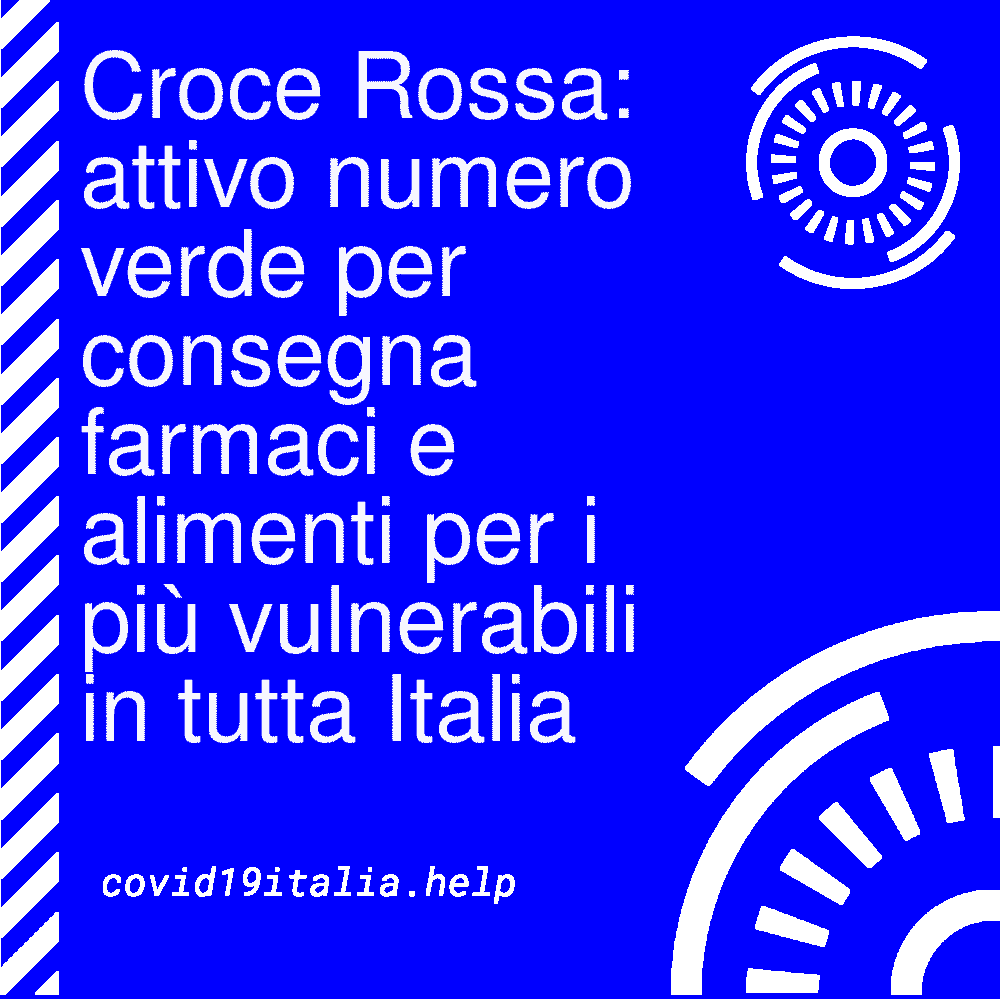 Croce Rossa:
attivo numero
verde per
consegna
farmaci e
alimenti per i
più vulnerabili
in tutta Italia
covid19italia.help